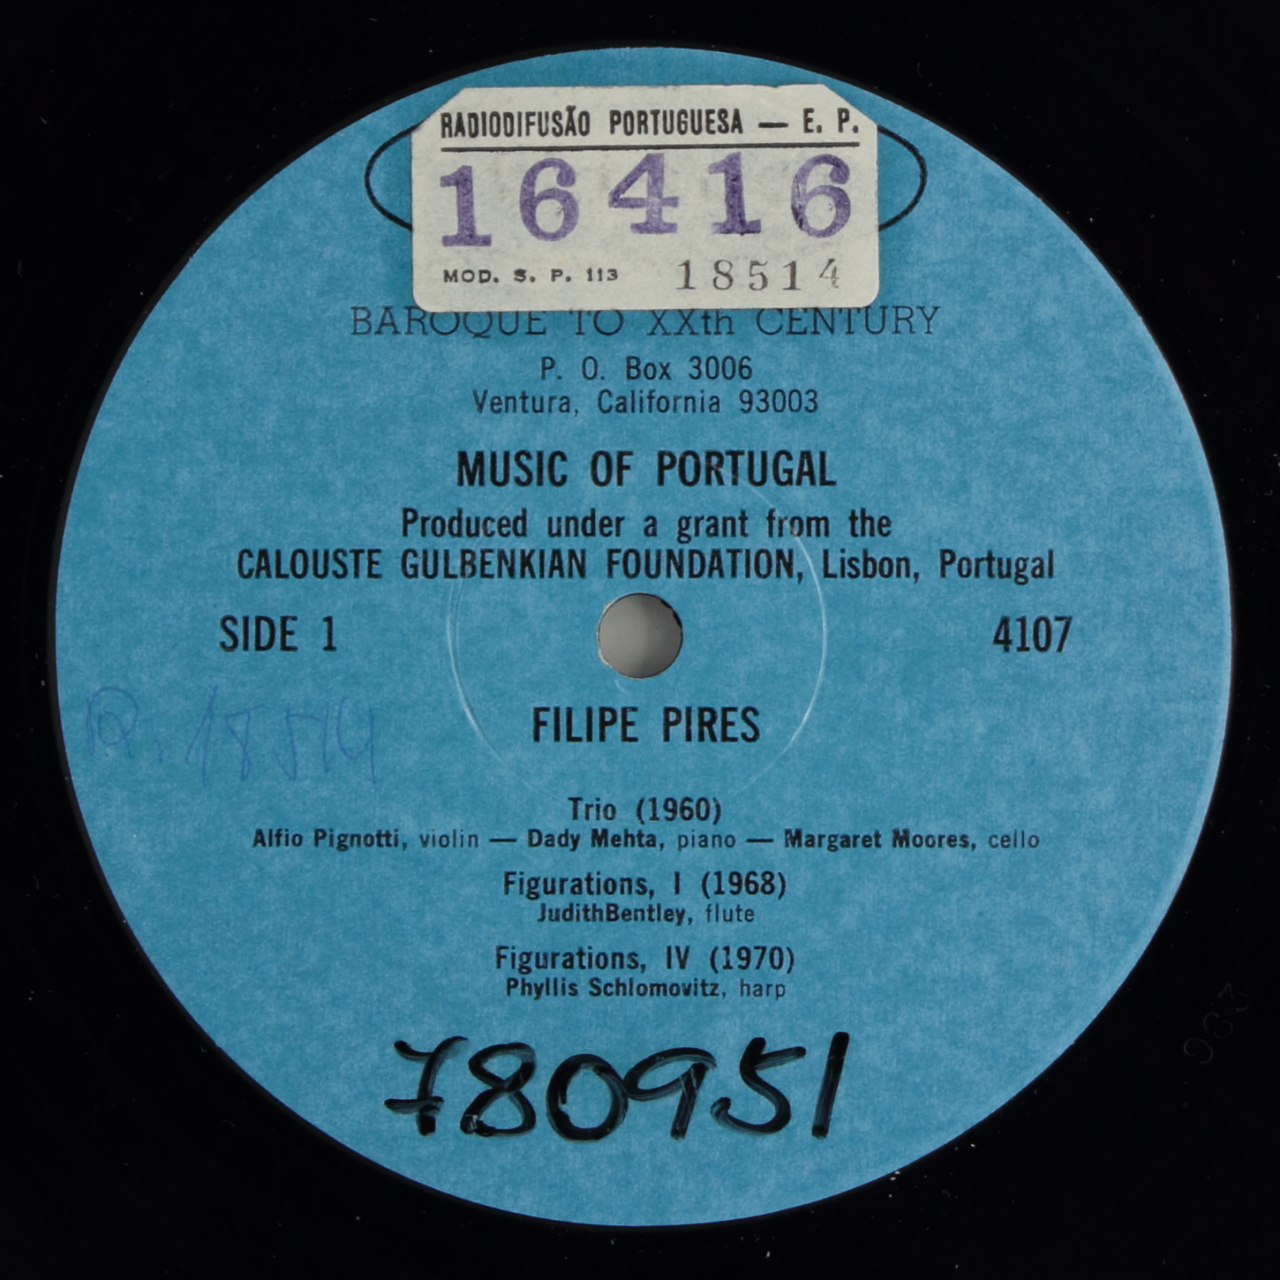 RADIODIFUSÃO PORTUGUESA — E. P.
16416
MOD. S. P. 113 18514
BAROQUE TO XXth CENTURY
P. O. Box 3006
Ventura, California 93003
MUSIC OF PORTUGAL
Produced under a grant from the
CALOUSTE GULBENKIAN FOUNDATION, Lisbon, Portugal
SIDE 1 4107
FILIPE PIRES
R. 18514
Trio (1960)
Alfio Pignotti, violin — Dady Mehta, piano — Margaret Moores, cello
Figurations, I (1968)
JudithBentley, flute
Figurations, IV (1970)
Phyllis Schlomovitz, harp
780951